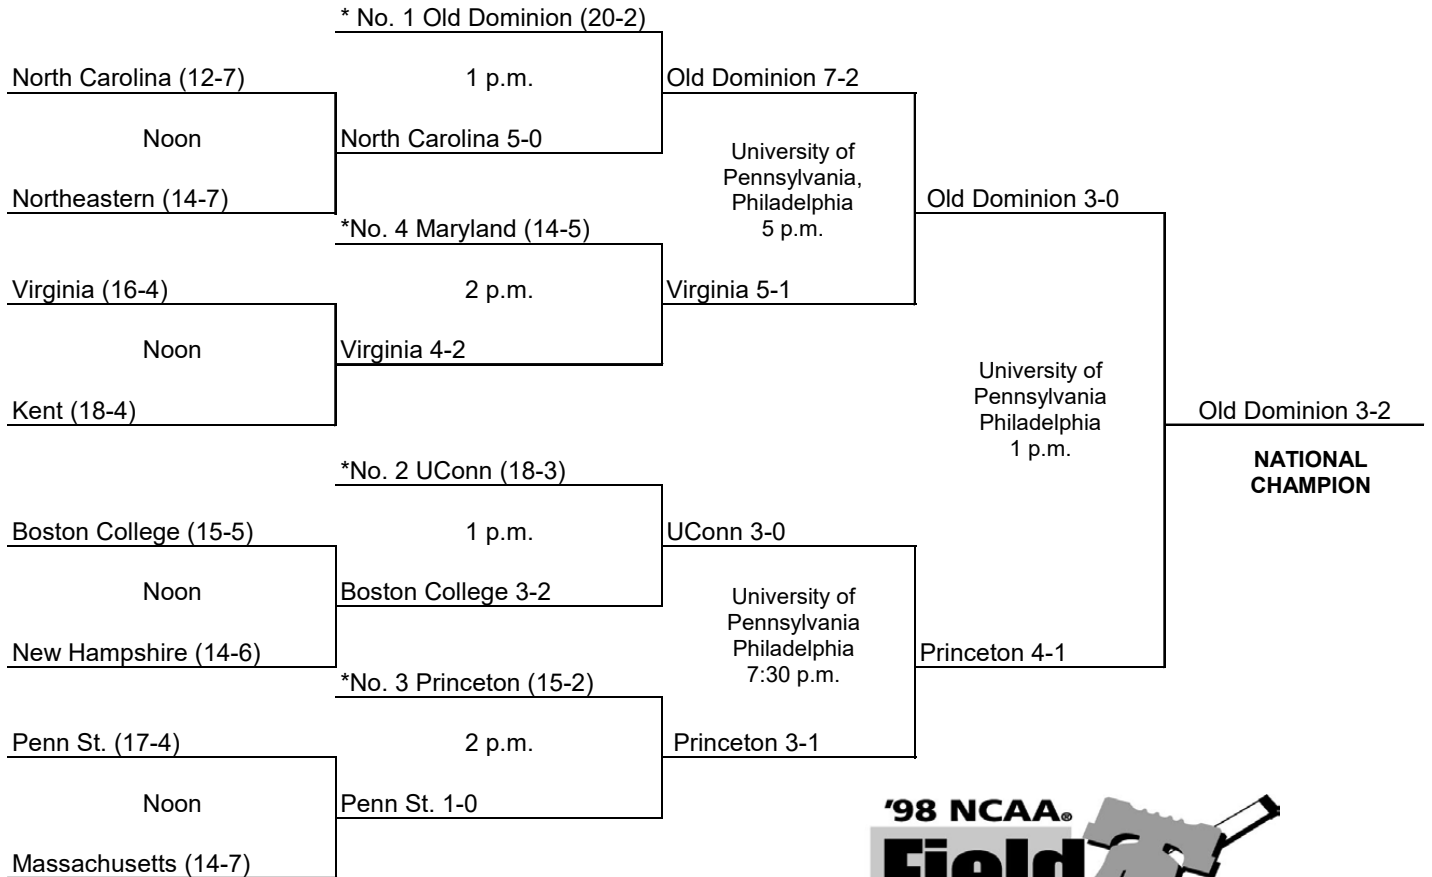 * No. 1 Old Dominion (20-2)
North Carolina (12-7)
1 p.m.
Old Dominion 7-2
Noon
North Carolina 5-0
University of
Pennsylvania,
Philadelphia
5 p.m.
Northeastern (14-7)
Old Dominion 3-0
*No. 4 Maryland (14-5)
Virginia (16-4)
2 p.m.
Virginia 5-1
Noon
Virginia 4-2
University of
Pennsylvania
Philadelphia
1 p.m.
Kent (18-4)
Old Dominion 3-2
NATIONAL
CHAMPION
*No. 2 UConn (18-3)
Boston College (15-5)
1 p.m.
UConn 3-0
Noon
Boston College 3-2
University of
Pennsylvania
Philadelphia
7:30 p.m.
New Hampshire (14-6)
Princeton 4-1
*No. 3 Princeton (15-2)
Penn St. (17-4)
2 p.m.
Princeton 3-1
Noon
Penn St. 1-0
Massachusetts (14-7)
'98 NCAA®
Field